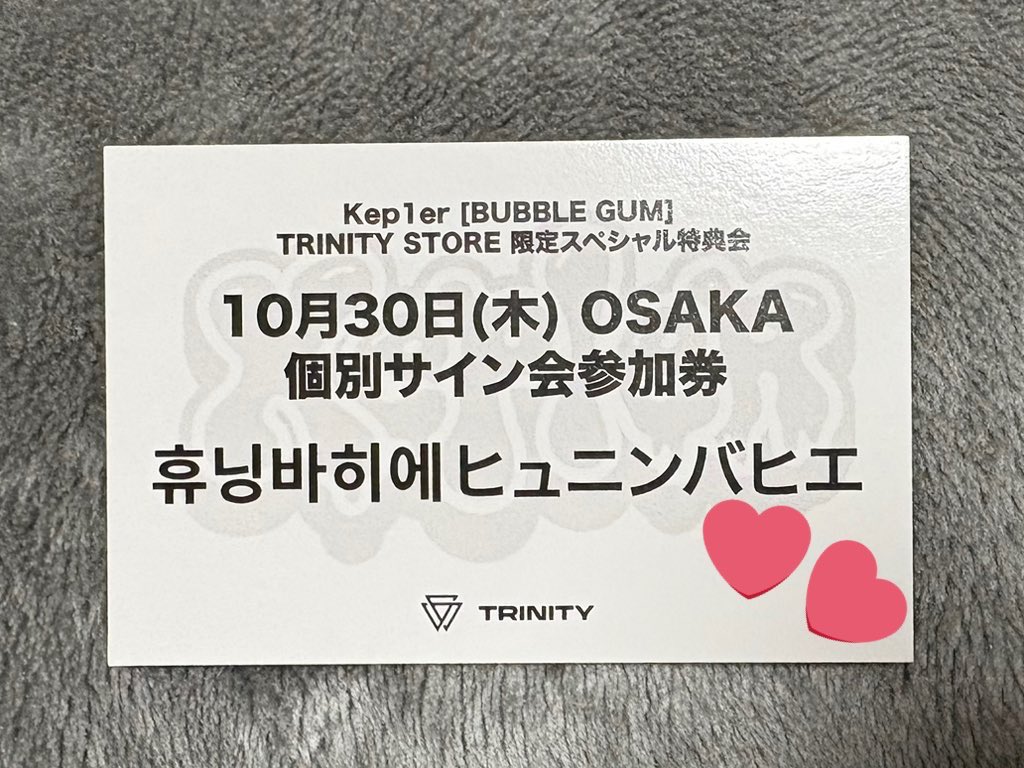 Kep1er [BUBBLE GUM]
TRINITY STORE 限定スペシャル特典会
10月30日(木) OSAKA
個別サイン会参加券
휴닝바히에ヒュニンバヒエ
TRINITY